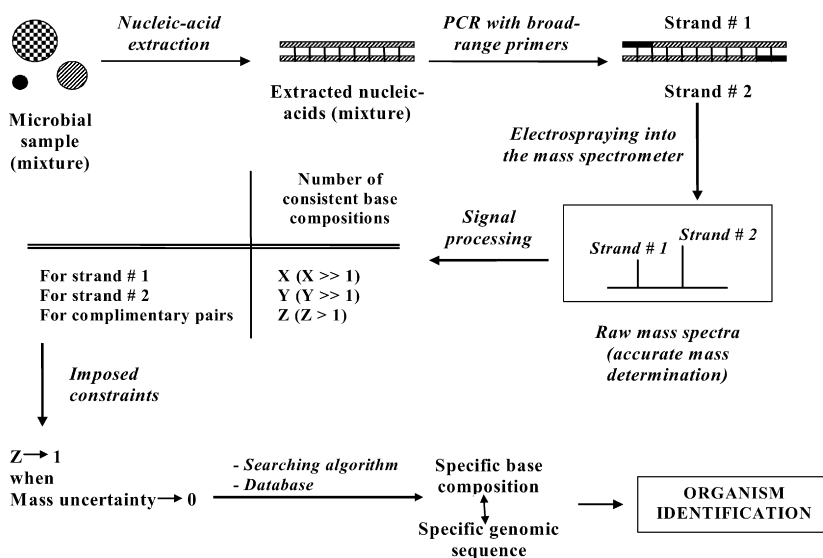 Nucleic-acid
extraction
PCR with broad-
range primers
Strand # 1
Microbial
sample
(mixture)
Extracted nucleic-
acids (mixture)
Strand # 2
Electrospraying into
the mass spectrometer
Number of
consistent base
compositions
Signal
processing
Strand # 1
Strand # 2
For strand # 1
X (X >> 1)
For strand # 2
Y (Y >> 1)
For complimentary pairs
Z (Z > 1)
Raw mass spectra
(accurate mass
determination)
Imposed
constraints
Z → 1
when
Mass uncertainty → 0
- Searching algorithm
- Database
Specific base
composition
Specific genomic
sequence
ORGANISM
IDENTIFICATION